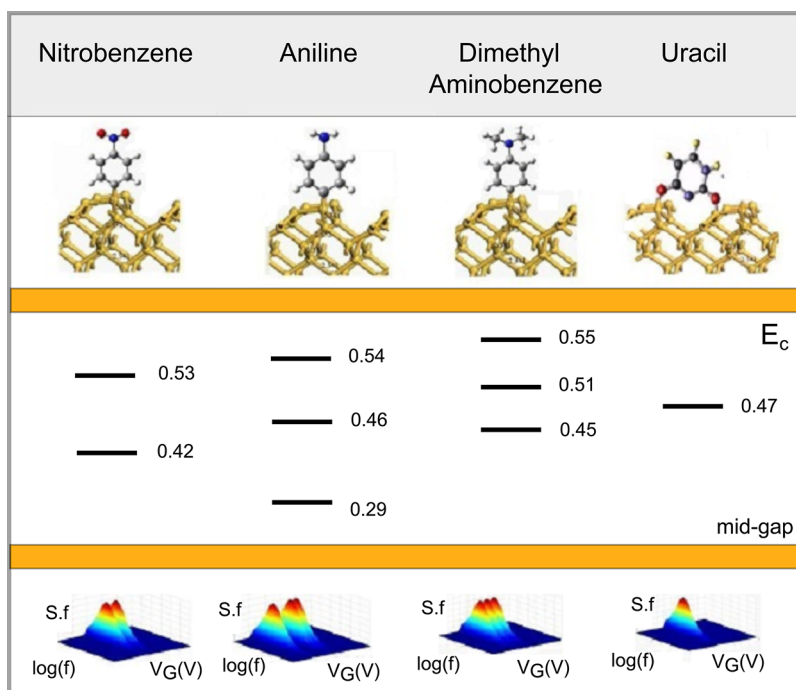 Nitrobenzene
Aniline
Dimethyl
Aminobenzene
Uracil
Ec
0.53
0.42
0.54
0.46
0.29
0.55
0.51
0.45
0.47
mid-gap
S.f
log(f)
VG(V)
S.f
log(f)
VG(V)
S.f
log(f)
VG(V)
S.f
log(f)
VG(V)